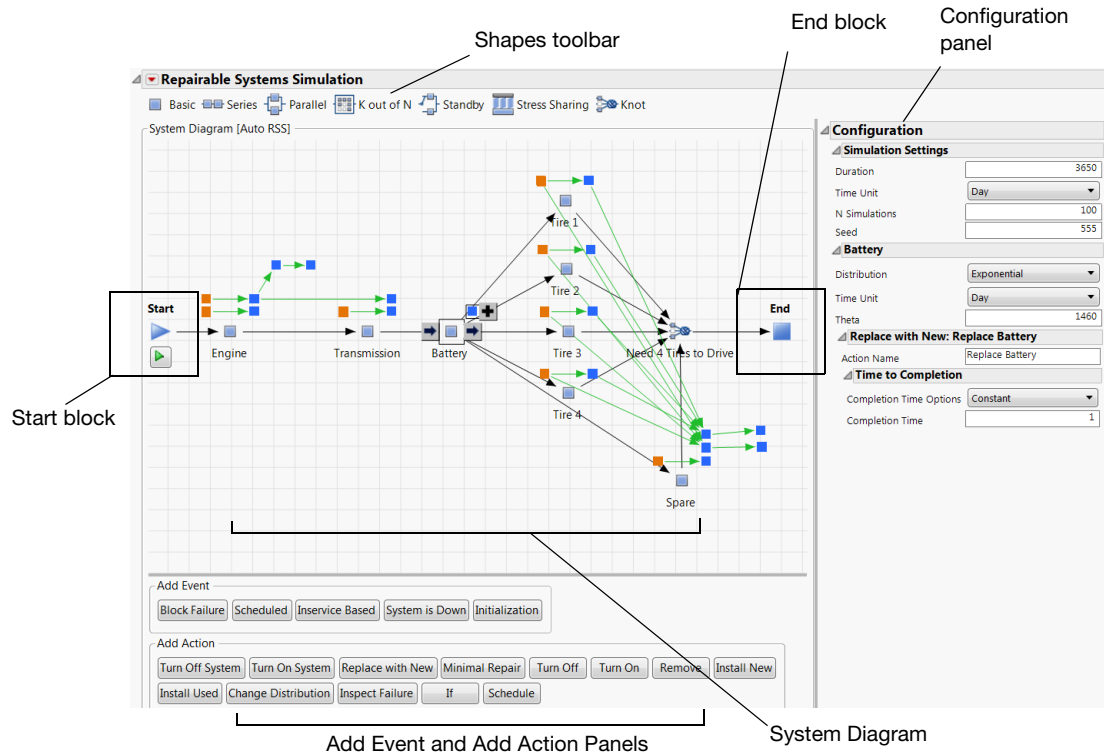 End block
Configuration
panel
Shapes toolbar
Repairable Systems Simulation
Basic Series Parallel K out of N Standby Stress Sharing Knot
System Diagram [Auto RSS]
Configuration
Simulation Settings
Duration 3650
Time Unit Day
N Simulations 100
Seed 555
Battery
Distribution Exponential
Time Unit Day
Theta 1460
Replace with New: Replace Battery
Action Name Replace Battery
Time to Completion
Completion Time Options Constant
Completion Time 1
Tire 1
Tire 2
Start
End
Engine
Transmission
Battery
Tire 3
Need 4 Tires to Drive
Tire 4
Start block
Spare
Add Event
Block Failure Scheduled Inservice Based System is Down Initialization
Add Action
Turn Off System Turn On System Replace with New Minimal Repair Turn Off Turn On Remove Install New
Install Used Change Distribution Inspect Failure If Schedule
System Diagram
Add Event and Add Action Panels